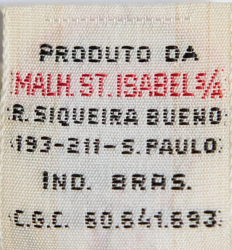 PRODUTO DA
MALH. ST. ISABEL S/A
R. SIQUEIRA BUENO
193-211-S. PAULO
IND. BRAS.
C.G.C. 60.641.693